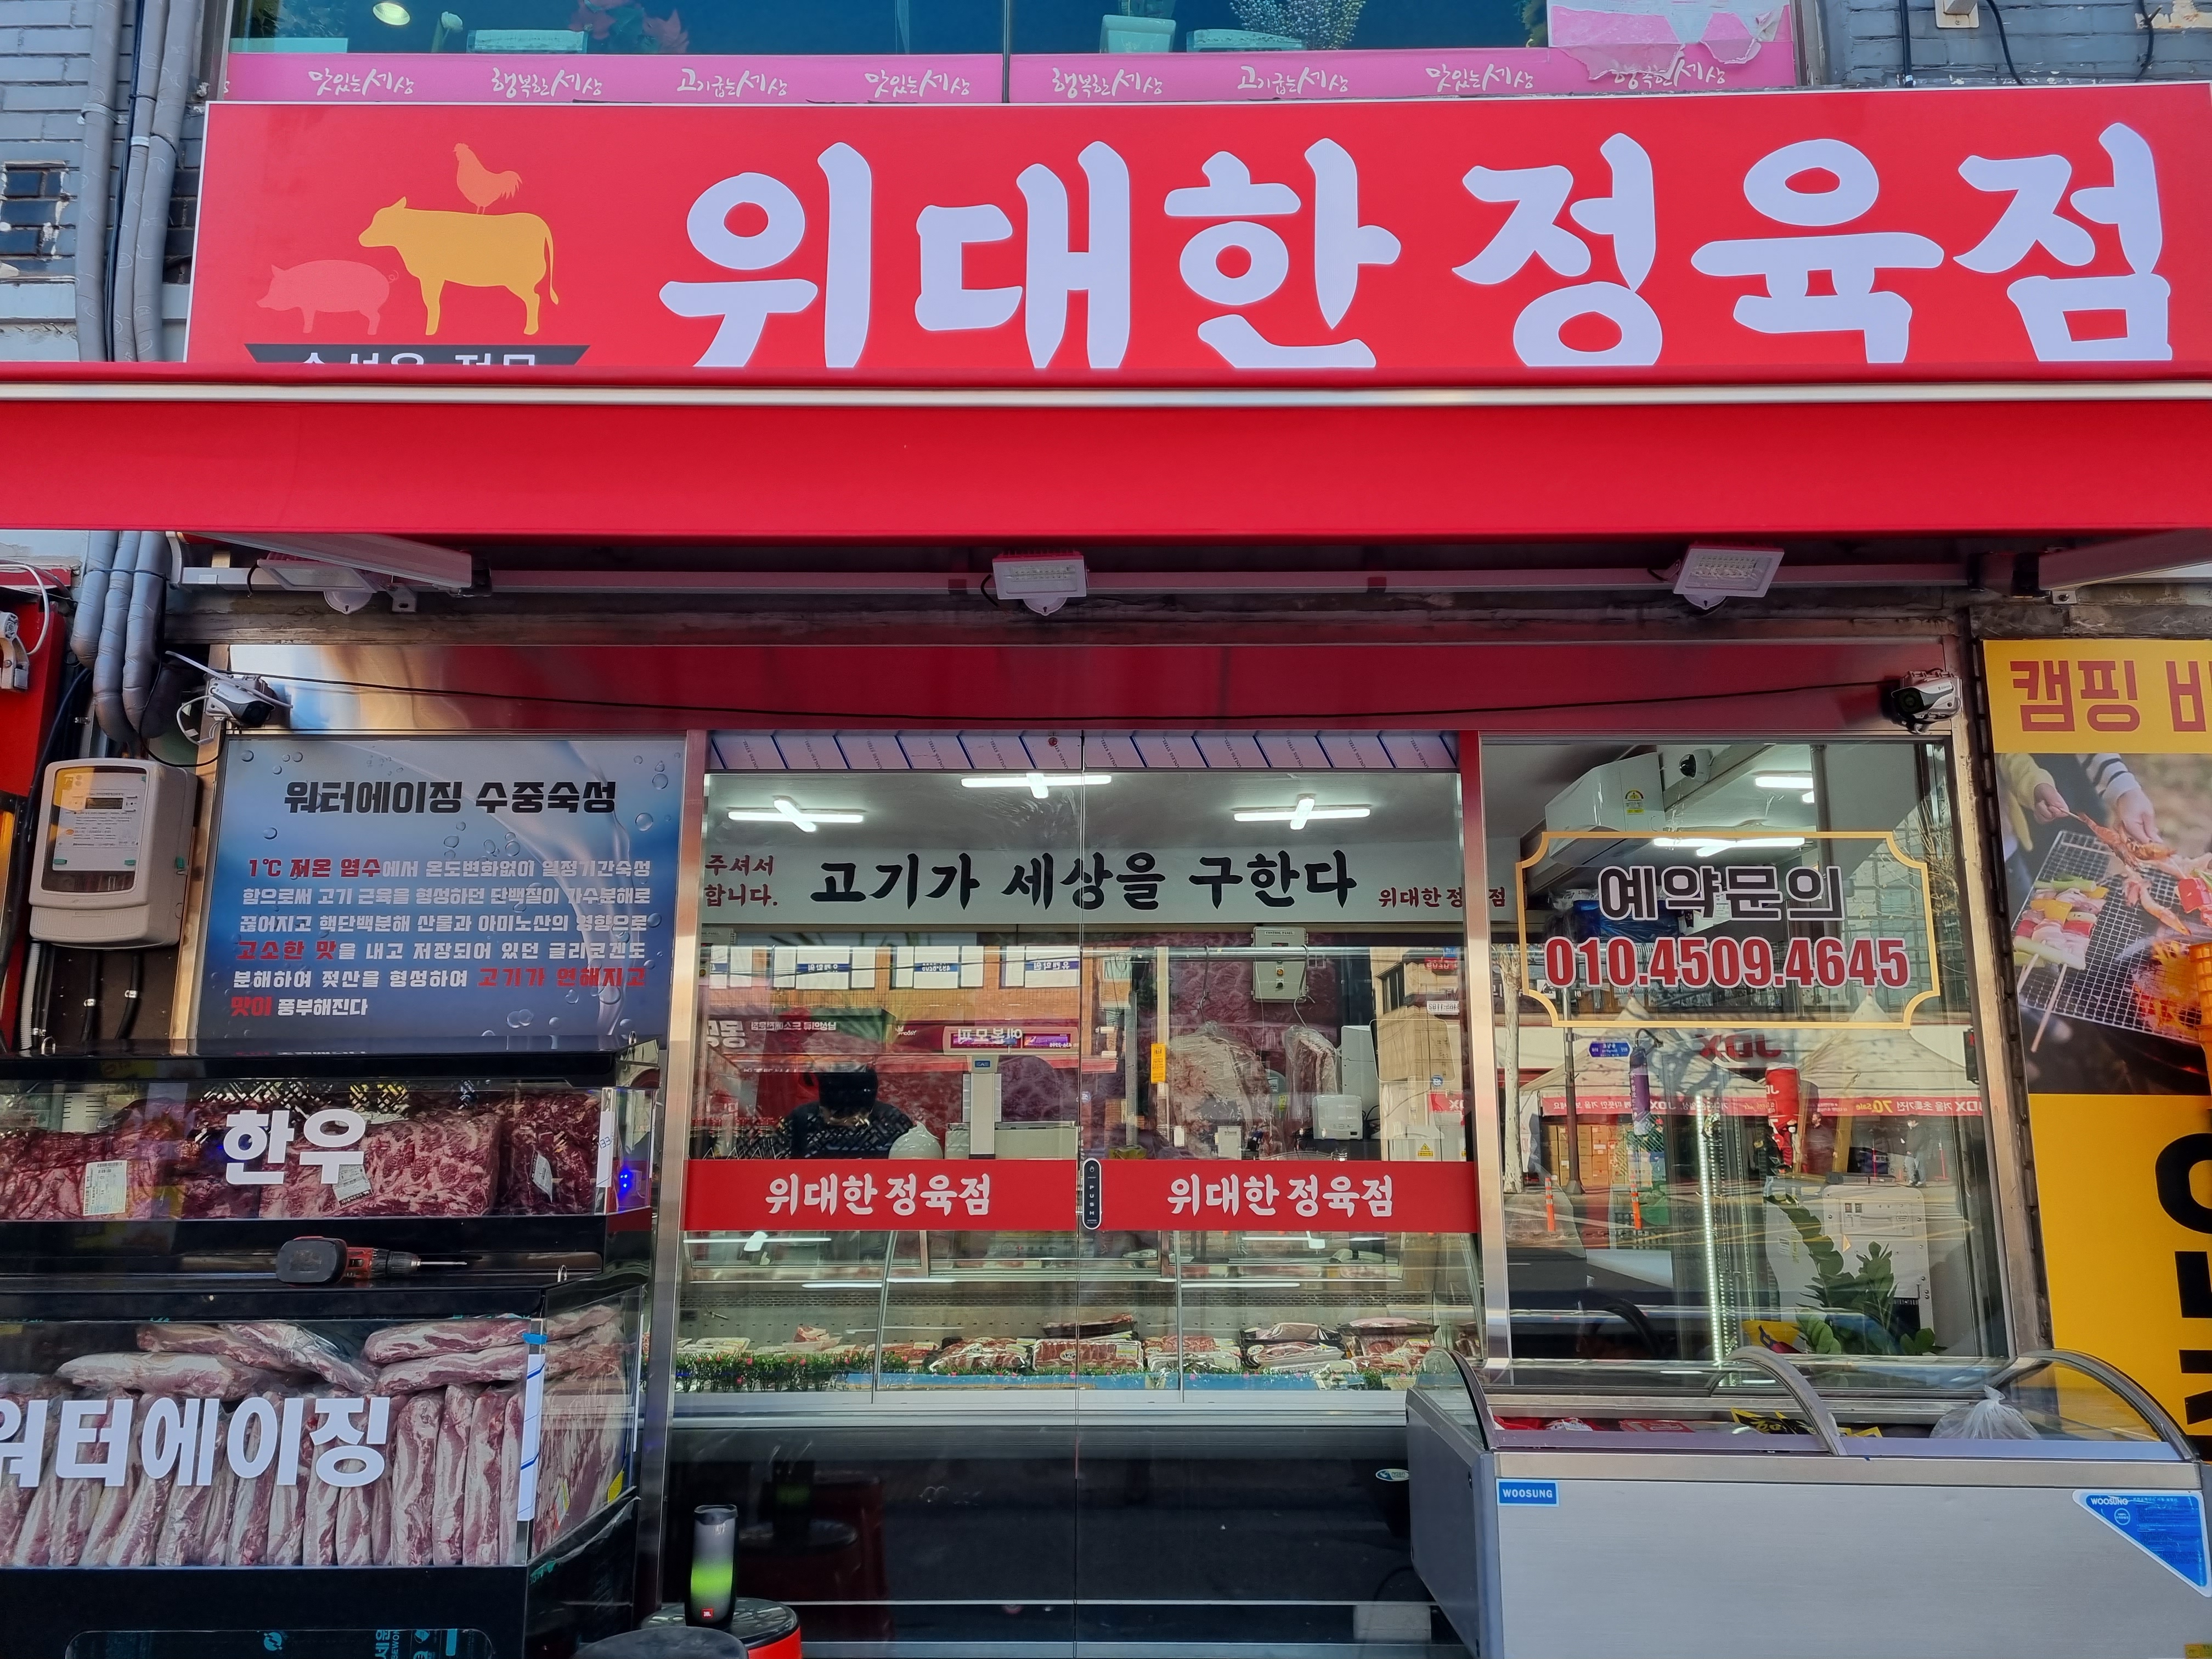 맛있는세상 행복한세상 고기굽는세상 맛있는세상 행복한세상 고기굽는세상 맛있는세상 행복한세상
위대한 정육점
캠핑
워터에이징 수중숙성
1℃ 저온 염수에서 온도변화없이 일정기간숙성
함으로써 고기 근육을 형성하던 단백질이 가수분해로
끊어지고 핵단백분해 산물과 아미노산의 영향으로
고소한 맛을 내고 저장되어 있던 글리코겐도
분해하여 젖산을 형성하여 고기가 연해지고
맛이 풍부해진다
주셔서
합니다.
고기가 세상을 구한다
위대한정육점
예약문의
010.4509.4645
한우
위대한 정육점
PUSH
위대한 정육점
워터에이징
WOOSUNG
WOOSUNG
JBL